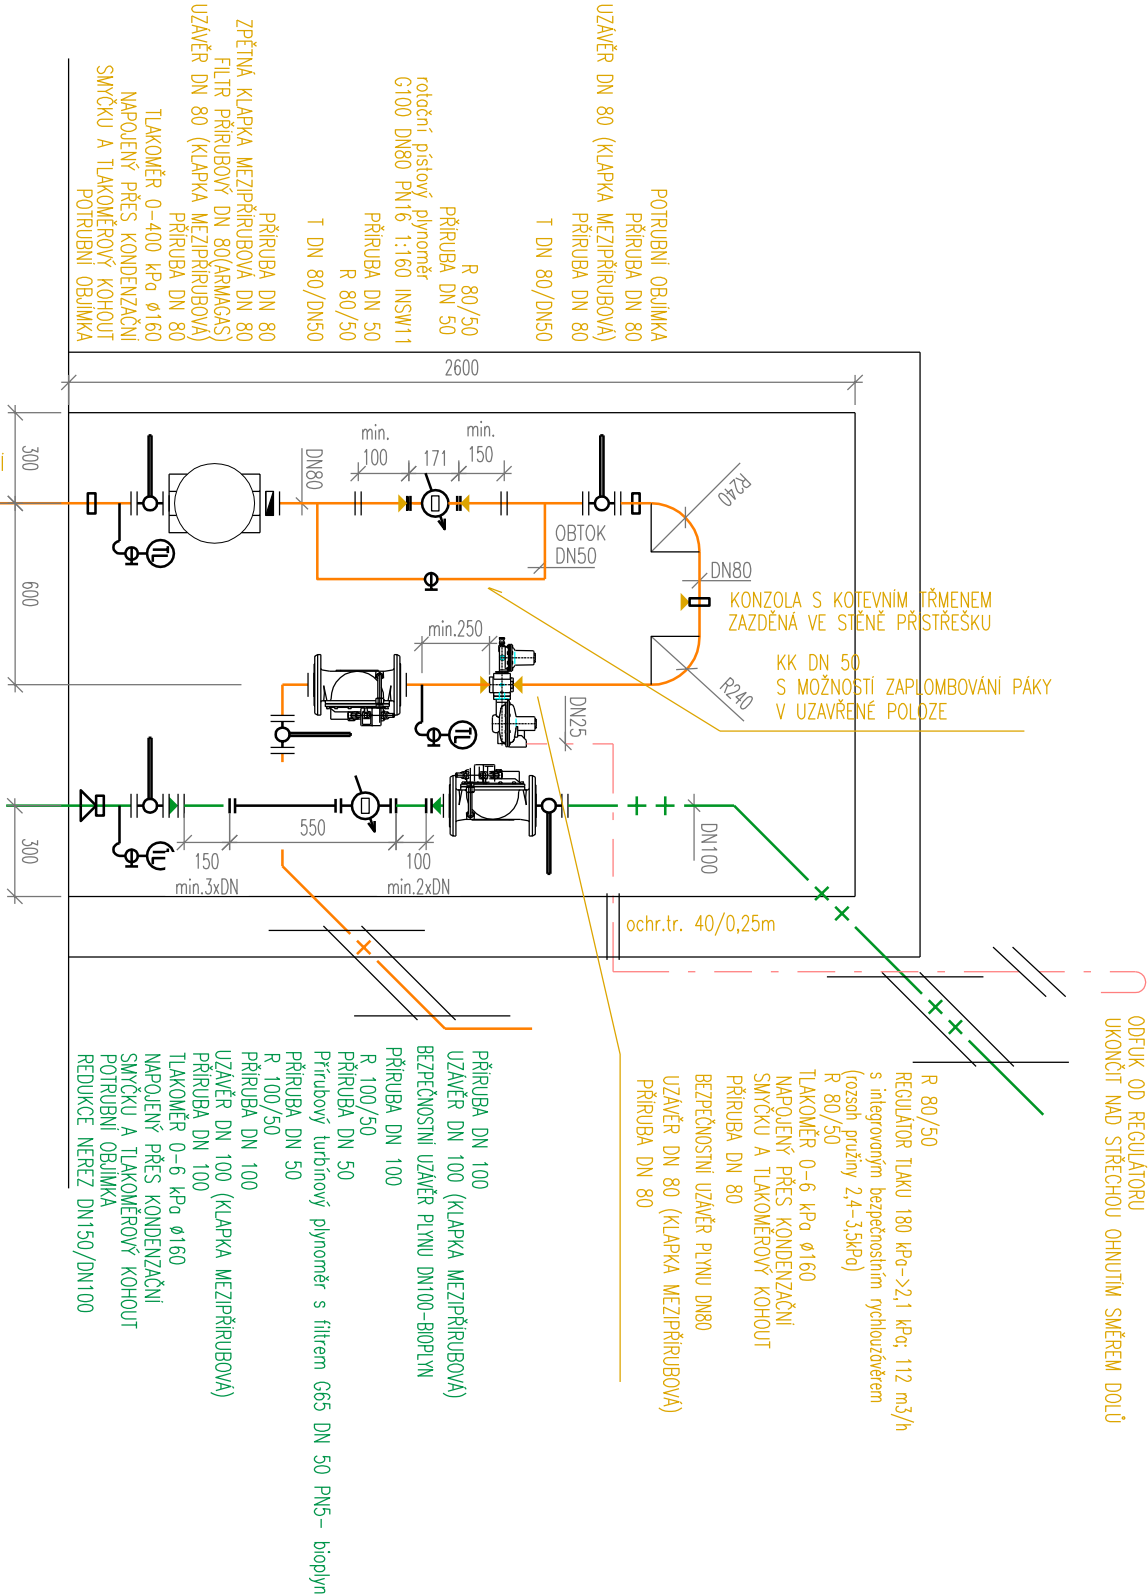 POTRUBNÍ OBJÍMKA
PŘÍRUBA DN 80
UZÁVĚR DN 80 (KLAPKA MEZIPŘÍRUBOVÁ)
PŘÍRUBA DN 80
T DN 80/DN50
R 80/50
PŘÍRUBA DN 50
rotační pístový plynoměr
G100 DN80 PN16 1:160 INSW11
PŘÍRUBA DN 50
R 80/50
T DN 80/DN50
PŘÍRUBA DN 80
ZPĚTNÁ KLAPKA MEZIPŘÍRUBOVÁ DN 80
FILTR PŘÍRUBOVÝ DN 80(ARMAGAS)
UZÁVĚR DN 80 (KLAPKA MEZIPŘÍRUBOVÁ)
PŘÍRUBA DN 80
TLAKOMĚR 0-400 kPa Ø160
NAPOJENÝ PŘES KONDENZAČNÍ
SMYČKU A TLAKOMĚROVÝ KOHOUT
POTRUBNÍ OBJÍMKA
2600
300
600
300
DN80
min.
100
171
min.
150
OBTOK
DN50
R240
DN80
R240
KONZOLA S KOTEVNÍM TŘMENEM
ZAZDĚNÁ VE STĚNĚ PŘÍSTŘEŠKU
KK DN 50
S MOŽNOSTÍ ZAPLOMBOVÁNÍ PÁKY
V UZAVŘENÉ POLOZE
TL
min.250
TL
DN25
TL
150
min.3xDN
550
100
min.2xDN
DN100
ochr.tr. 40/0,25m
ODFUK OD REGULÁTORU
UKONČIT NAD STŘECHOU OHNUTÍM SMĚREM DOLŮ
R 80/50
REGULÁTOR TLAKU 180 kPa->2,1 kPa; 112 m3/h
s integrovaným bezpečnostním rychlouzávěrem
(rozsah pružiny 2,4-3,5kPa)
R 80/50
TLAKOMĚR 0-6 kPa Ø160
NAPOJENÝ PŘES KONDENZAČNÍ
SMYČKU A TLAKOMĚROVÝ KOHOUT
PŘÍRUBA DN 80
BEZPEČNOSTNÍ UZÁVĚR PLYNU DN80
UZÁVĚR DN 80 (KLAPKA MEZIPŘÍRUBOVÁ)
PŘÍRUBA DN 80
PŘÍRUBA DN 100
UZÁVĚR DN 100 (KLAPKA MEZIPŘÍRUBOVÁ)
BEZPEČNOSTNÍ UZÁVĚR PLYNU DN100-BIOPLYN
PŘÍRUBA DN 100
R 100/50
PŘÍRUBA DN 50
Přírubový turbínový plynoměr s filtrem G65 DN 50 PN5- bioplyn
PŘÍRUBA DN 50
R 100/50
PŘÍRUBA DN 100
UZÁVĚR DN 100 (KLAPKA MEZIPŘÍRUBOVÁ)
PŘÍRUBA DN 100
TLAKOMĚR 0-6 kPa Ø160
NAPOJENÝ PŘES KONDENZAČNÍ
SMYČKU A TLAKOMĚROVÝ KOHOUT
POTRUBNÍ OBJÍMKA
REDUKCE NEREZ DN150/DN100